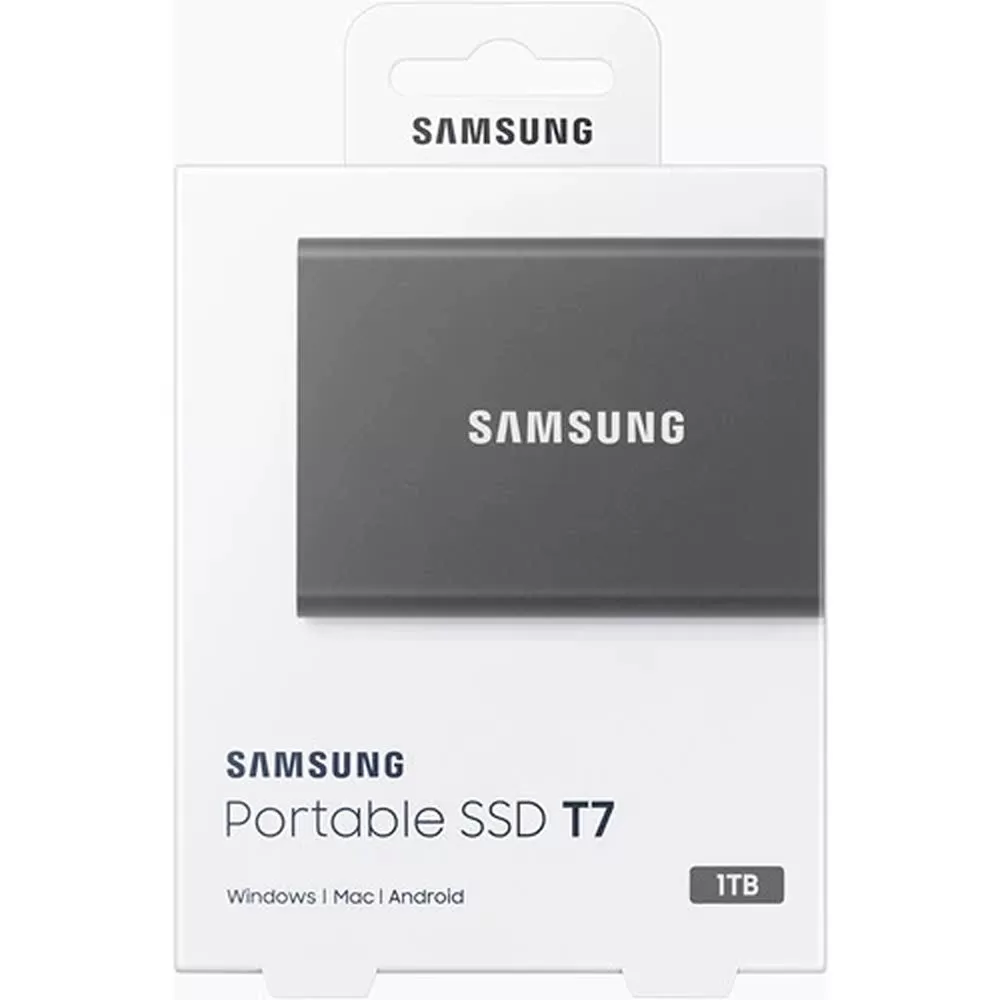 SAMSUNG
SAMSUNG
SAMSUNG
Portable SSD T7
Windows | Mac | Android
1TB